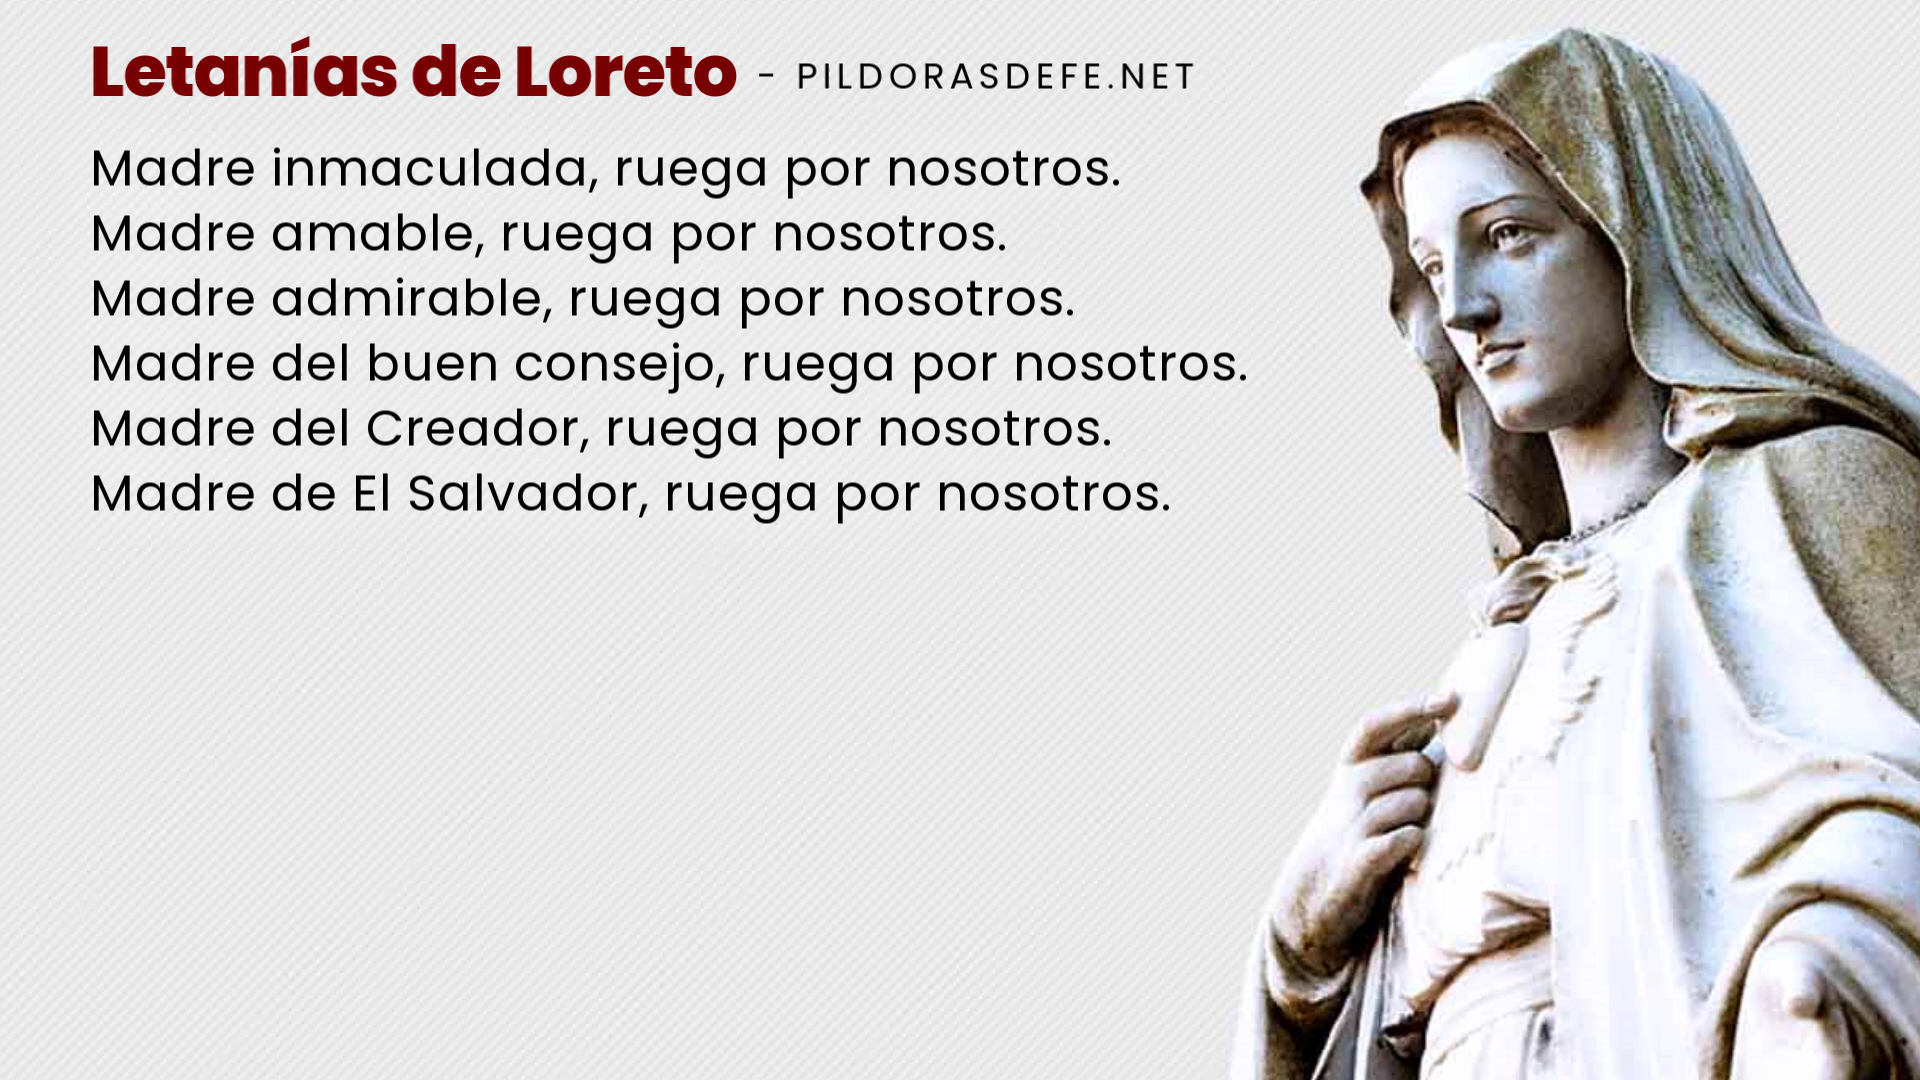 Letanías de Loreto - PILDORASDEFE.NET
Madre inmaculada, ruega por nosotros.
Madre amable, ruega por nosotros.
Madre admirable, ruega por nosotros.
Madre del buen consejo, ruega por nosotros.
Madre del Creador, ruega por nosotros.
Madre de El Salvador, ruega por nosotros.